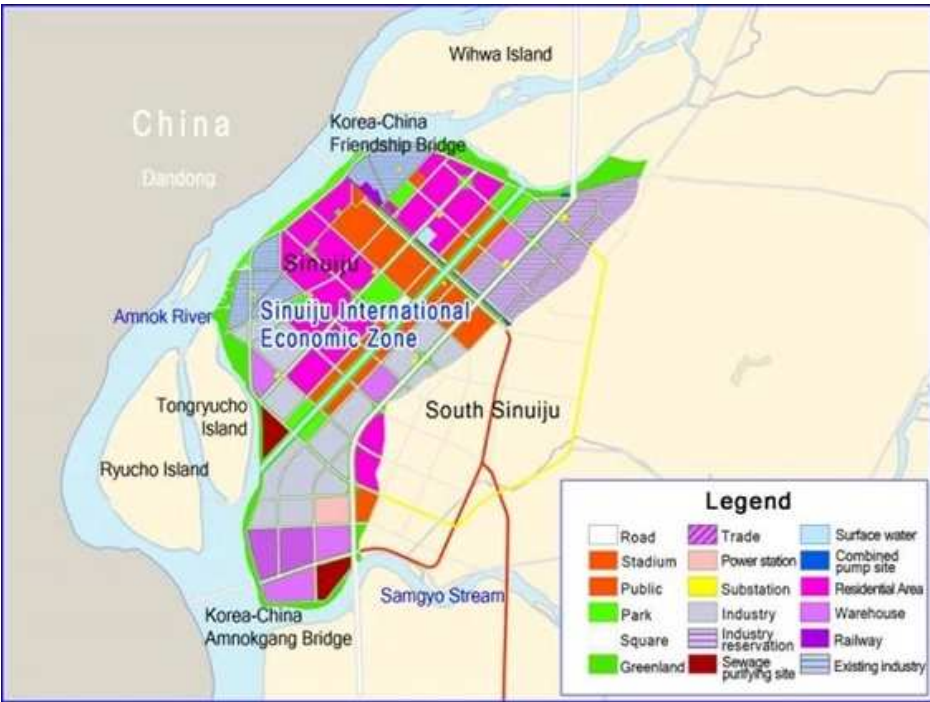 Wihwa Island
China
Korea-China
Friendship Bridge
Dandong
Sinuiju
Amnok River
Sinuiju International
Economic Zone
Tongryucho
Island
South Sinuiju
Ryucho Island
Samgyo Stream
Korea-China
Amnokgang Bridge
Legend
Road
Trade
Surface water
Stadium
Power station
Combined
pump site
Public
Substation
Residential Area
Park
Industry
Warehouse
Square
Industry
reservation
Railway
Greenland
Sewage
purifying site
Existing industry